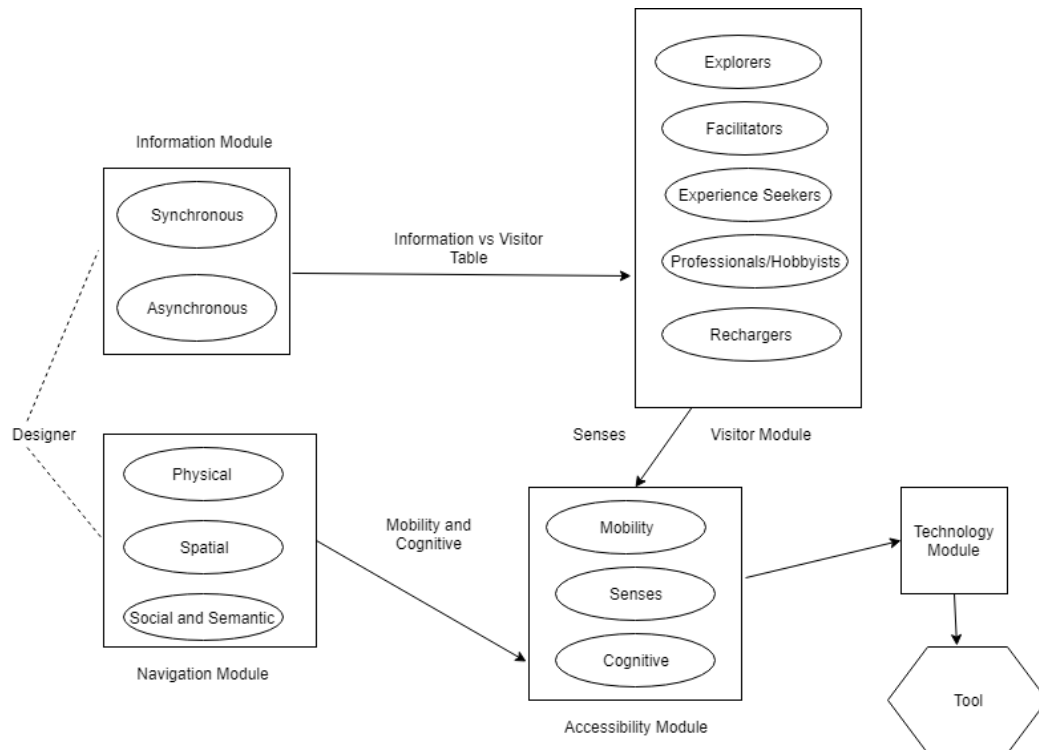 Explorers
Facilitators
Information Module
Experience Seekers
Synchronous
Information vs Visitor
Table
Professionals/Hobbyists
Asynchronous
Rechargers
Designer
Senses
Visitor Module
Physical
Mobility and
Cognitive
Mobility
Technology
Module
Spatial
Senses
Social and Semantic
Cognitive
Navigation Module
Tool
Accessibility Module